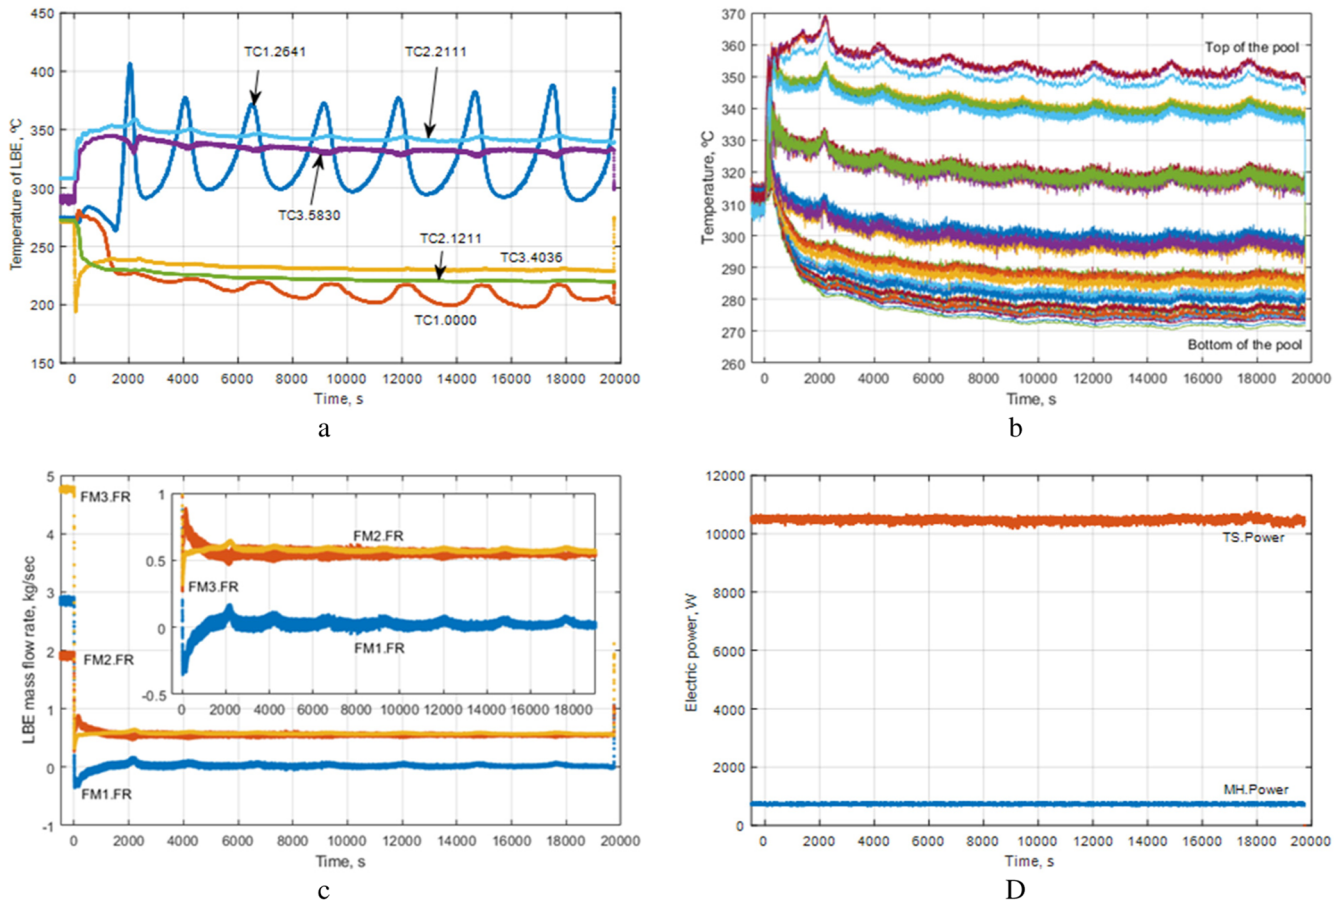 450
400
350
300
250
200
150
Temperature of LBE, ºC
TC1.2641
TC2.2111
TC3.5830
TC2.1211
TC3.4036
TC1.0000
0 2000 4000 6000 8000 10000 12000 14000 16000 18000 20000
Time, s
a
370
360
350
340
330
320
310
300
290
280
270
260
Temperature, ºC
Top of the pool
Bottom of the pool
0 2000 4000 6000 8000 10000 12000 14000 16000 18000 20000
Time, s
b
5
4
3
2
1
0
-1
LBE mass flow rate, kg/sec
FM3.FR
FM2.FR
FM1.FR
1
0.5
0
-0.5
FM2.FR
FM3.FR
FM1.FR
0 2000 4000 6000 8000 10000 12000 14000 16000 18000
0 2000 4000 6000 8000 10000 12000 14000 16000 18000 20000
Time, s
c
12000
10000
8000
6000
4000
2000
0
Electric power, W
TS.Power
MH.Power
0 2000 4000 6000 8000 10000 12000 14000 16000 18000 20000
Time, s
D